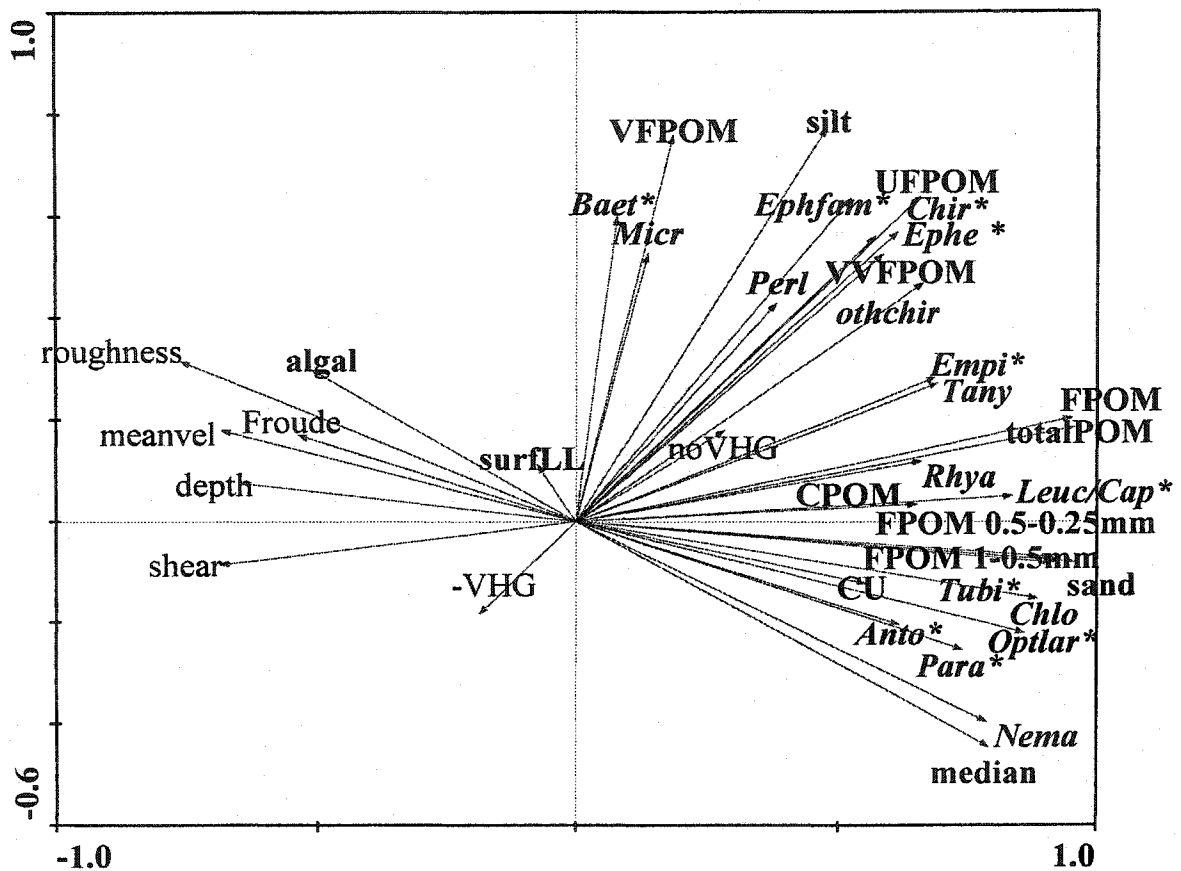 1.0
VFPOM
silt
UFPOM
Baet*
Ephfam*
Chir*
Micr
Ephe *
VVFPOM
Perl
othchir
roughness
algal
Empi*
Tany
FPOM
Froude
meanvel
totalPOM
noVHG
surfLL
Rhya
depth
CPOM
Leuc/Cap*
FPOM 0.5-0.25mm
shear
FPOM 1-0.5mm
-VHG
CU
Tubi*
sand
Chlo
Anto*
Optlar*
Para*
Nema
median
-0.6
-1.0
1.0